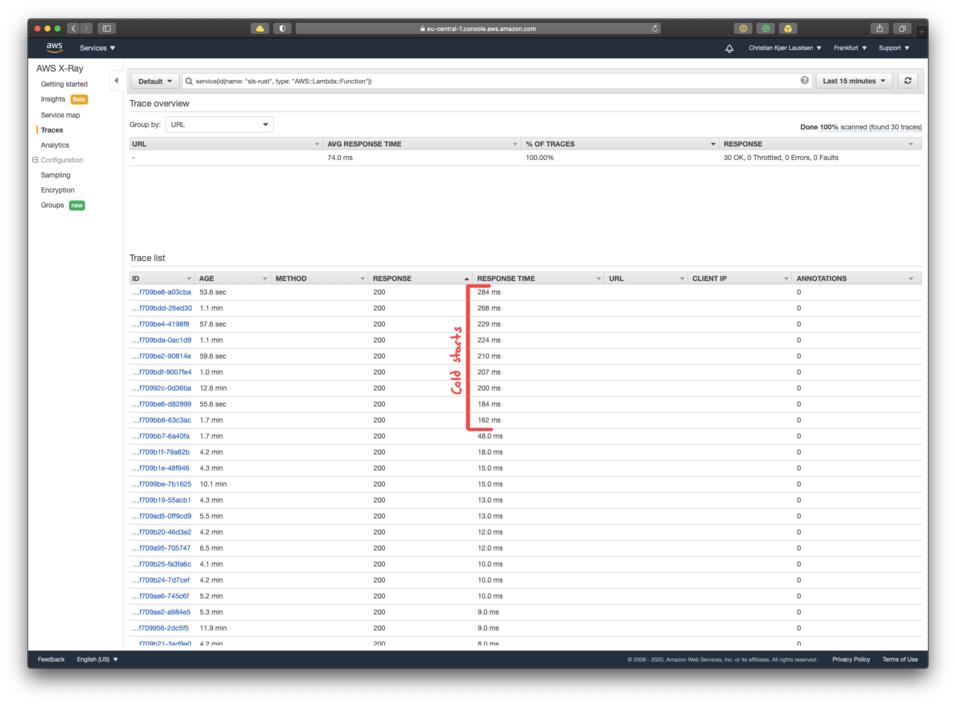 eu-central-1.console.aws.amazon.com
aws Services Christian Kjær Laustsen Frankfurt Support
AWS X-Ray
Getting started
Insights Beta
Service map
Traces
Analytics
Configuration
Sampling
Encryption
Groups new
Default service(id(name: "sls-rust", type: "AWS::Lambda::Function")) Last 15 minutes
Trace overview
Group by: URL
Done 100% scanned (found 30 traces)
URL AVG RESPONSE TIME % OF TRACES RESPONSE
- 74.0 ms 100.00% 30 OK, 0 Throttled, 0 Errors, 0 Faults
Trace list
ID AGE METHOD RESPONSE RESPONSE TIME URL CLIENT IP ANNOTATIONS
...f709be8-a03cba 53.6 sec 200 284 ms 0
...f709bdd-26ed30 1.1 min 200 268 ms 0
...f709be4-4198f8 57.6 sec 200 229 ms 0
...f709bda-0ac1d9 1.1 min 200 224 ms 0
...f709be2-90814e 59.6 sec 200 210 ms 0
...f709bdf-9007fe4 1.0 min 200 207 ms 0
...f70992c-0d36ba 12.6 min 200 200 ms 0
...f709be6-d82899 55.6 sec 200 184 ms 0
...f709bb6-63c3ac 1.7 min 200 162 ms 0
Cold starts
...f709bb7-6a40fa 1.7 min 200 48.0 ms 0
...f709b1f-79a82b 4.2 min 200 18.0 ms 0
...f709b1e-48f946 4.3 min 200 15.0 ms 0
...f7099be-7b1625 10.1 min 200 15.0 ms 0
...f709b19-55acb1 4.3 min 200 13.0 ms 0
...f709ad5-0ff9cd9 5.5 min 200 13.0 ms 0
...f709b20-46d3e2 4.2 min 200 12.0 ms 0
...f709a95-705747 6.5 min 200 12.0 ms 0
...f709b25-fa3fa6c 4.1 min 200 10.0 ms 0
...f709b24-7d7cef 4.2 min 200 10.0 ms 0
...f709ae6-745c6f 5.2 min 200 10.0 ms 0
...f709ae2-a984e5 5.3 min 200 9.0 ms 0
...f709956-2dc5f5 11.9 min 200 9.0 ms 0
...f709b21-3ad9e0 4.2 min 200 8.0 ms 0
Feedback English (US) © 2008 - 2020, Amazon Web Services, Inc. or its affiliates. All rights reserved. Privacy Policy Terms of Use